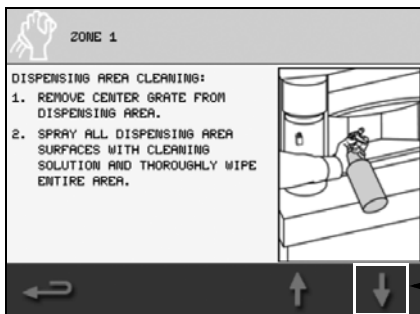 ZONE 1
DISPENSING AREA CLEANING:
1. REMOVE CENTER GRATE FROM
DISPENSING AREA.
2. SPRAY ALL DISPENSING AREA
SURFACES WITH CLEANING
SOLUTION AND THOROUGHLY WIPE
ENTIRE AREA.